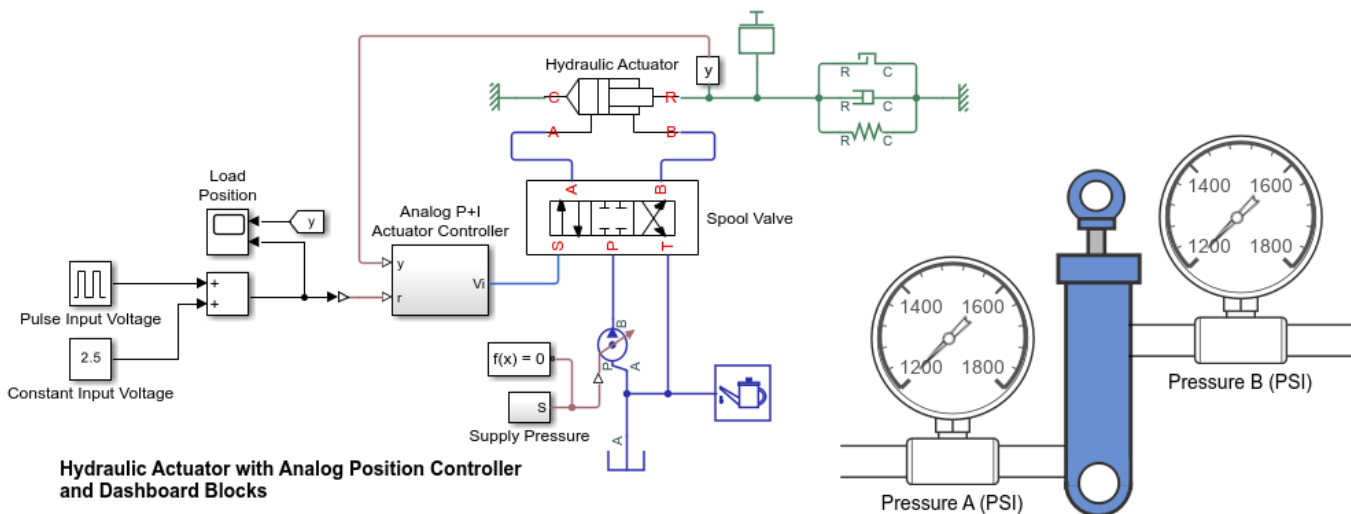 Hydraulic Actuator
y
R C
C R
R C
A B
R C
A B
Load
Position
y
Analog P+I
Actuator Controller
Spool Valve
S P T
y
Vi
r
+
+
Pulse Input Voltage
2.5
Constant Input Voltage
f(x) = 0
B
P A
S
Supply Pressure
A
Hydraulic Actuator with Analog Position Controller
and Dashboard Blocks
1400 1600
1200 1800
Pressure A (PSI)
1400 1600
1200 1800
Pressure B (PSI)